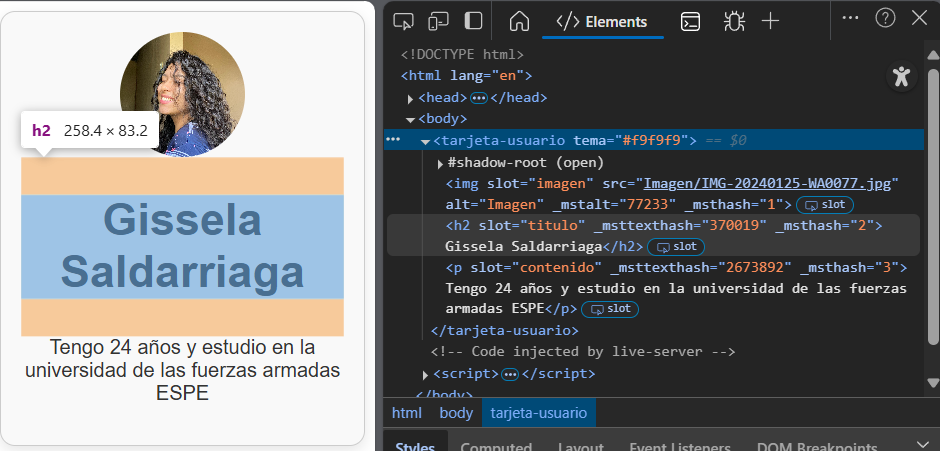 h2 258.4 × 83.2
Gissela
Saldarriaga
Tengo 24 años y estudio en la
universidad de las fuerzas armadas
ESPE
Elements
<!DOCTYPE html>
<html lang="en">
<head>•••</head>
<body>
••• <tarjeta-usuario tema="#f9f9f9"> == $0
#shadow-root (open)
<img slot="imagen" src="Imagen/IMG-20240125-WA0077.jpg"
alt="Imagen" _mstalt="77233" _msthash="1"> slot
<h2 slot="titulo" _msttexthash="370019" _msthash="2">
Gissela Saldarriaga</h2> slot
<p slot="contenido" _msttexthash="2673892" _msthash="3">
Tengo 24 años y estudio en la universidad de las fuerzas
armadas ESPE</p> slot
</tarjeta-usuario>
<!-- Code injected by live-server -->
<script>•••</script>
</body>
html body tarjeta-usuario
Styles Computed Layout Event Listeners DOM Breakpoints